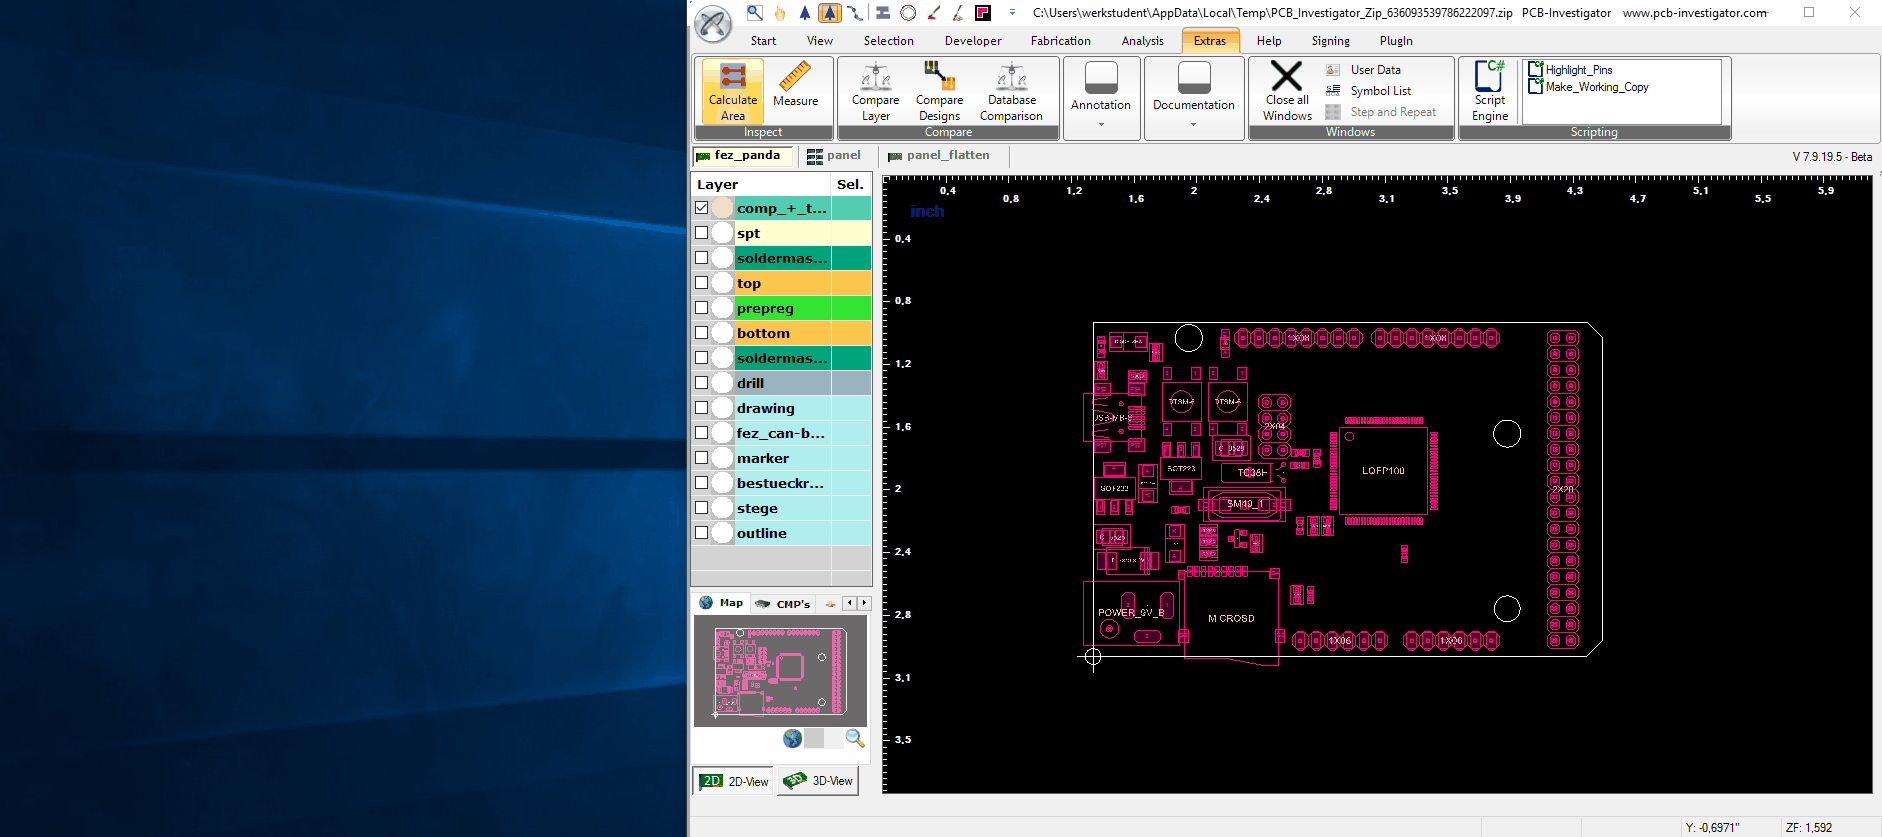 C:\Users\werkstudent\AppData\Local\Temp\PCB_Investigator_Zip_636093539786222097.zip PCB-Investigator www.pcb-investigator.com
Start View Selection Developer Fabrication Analysis Extras Help Signing PlugIn
Calculate Area
Measure
Inspect
Compare Layer
Compare Designs
Database Comparison
Compare
Annotation
Documentation
Close all Windows
User Data
Symbol List
Step and Repeat
Windows
C#
Script Engine
Highlight_Pins
Make_Working_Copy
Scripting
fez_panda panel panel_flatten
V 7.9.19.5 - Beta
Layer Sel.
comp_+_t...
spt
soldermas...
top
prepreg
bottom
soldermas...
drill
drawing
fez_can-b...
marker
bestueckr...
stege
outline
Map CMP's
2D 2D-View 3D-View
0,4 1,2 2 2,8 3,5 4,3 5,1 5,9
0,8 1,6 2,4 3,1 3,9 4,7 5,5
inch
0,4
0,8
1,2
1,6
2
2,4
2,8
3,1
3,5
1X08 1X08
2X04
SOT223
LQFP100
SOT223
2X20
SM49_1
POWER_9V_B
MICROSD
1X06 1X06
Y: -0,6971" ZF: 1,592